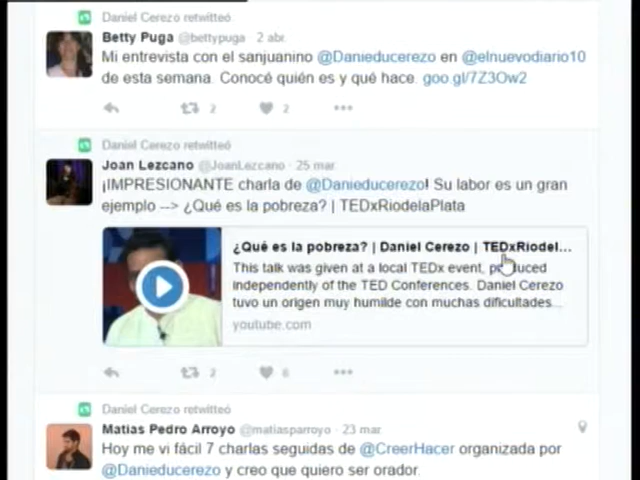 Daniel Cerezo retwitteó
Betty Puga @bettypuga · 2 abr.
Mi entrevista con el sanjuanino @Danieducerezo en @elnuevodiario10
de esta semana. Conocé quién es y qué hace. goo.gl/7Z3Ow2
2 2
Daniel Cerezo retwitteó
Joan Lezcano @JoanLezcano · 25 mar.
¡IMPRESIONANTE charla de @Danieducerezo! Su labor es un gran
ejemplo --> ¿Qué es la pobreza? | TEDxRiodelaPlata
¿Qué es la pobreza? | Daniel Cerezo | TEDxRiodel...
This talk was given at a local TEDx event, produced
independently of the TED Conferences. Daniel Cerezo
tuvo un origen muy humilde con muchas dificultades...
youtube.com
2 6
Daniel Cerezo retwitteó
Matías Pedro Arroyo @matiasparroyo · 23 mar.
Hoy me vi fácil 7 charlas seguidas de @CreerHacer organizada por
@Danieducerezo y creo que quiero ser orador.